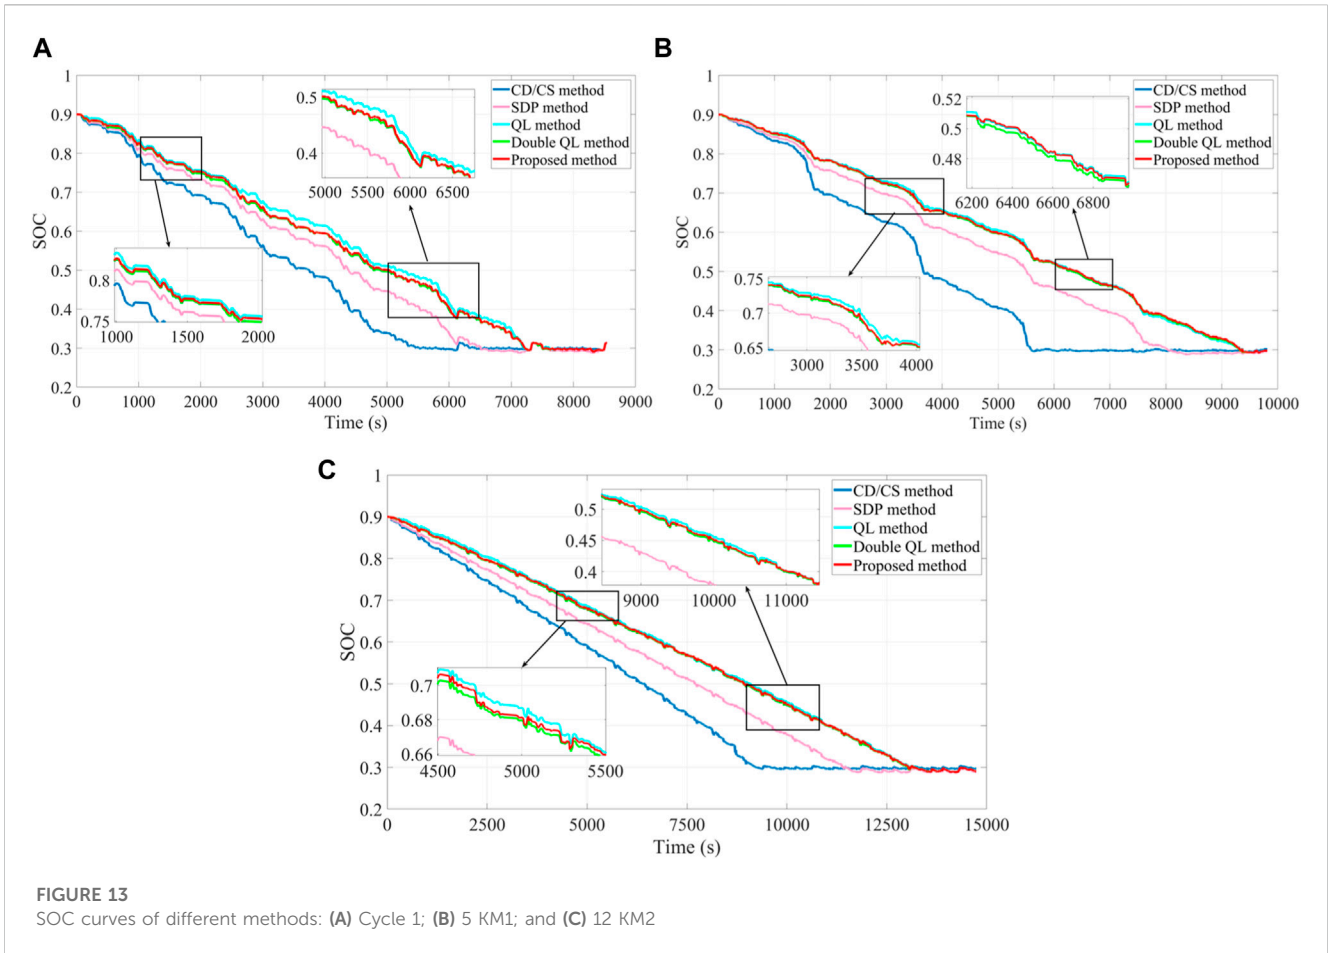 A
1
0.9
0.8
0.7
0.6
0.5
0.4
0.3
0.2
SOC
0 1000 2000 3000 4000 5000 6000 7000 8000 9000
Time (s)
CD/CS method
SDP method
QL method
Double QL method
Proposed method
0.5
0.4
5000 5500 6000 6500
0.8
0.75
1000 1500 2000
B
1
0.9
0.8
0.7
0.6
0.5
0.4
0.3
0.2
SOC
0 1000 2000 3000 4000 5000 6000 7000 8000 9000 10000
Time (s)
CD/CS method
SDP method
QL method
Double QL method
Proposed method
0.52
0.5
0.48
6200 6400 6600 6800
0.75
0.7
0.65
3000 3500 4000
C
1
0.9
0.8
0.7
0.6
0.5
0.4
0.3
0.2
SOC
0 2500 5000 7500 10000 12500 15000
Time (s)
CD/CS method
SDP method
QL method
Double QL method
Proposed method
0.5
0.45
0.4
9000 10000 11000
0.7
0.68
0.66
4500 5000 5500
FIGURE 13
SOC curves of different methods: (A) Cycle 1; (B) 5 KM1; and (C) 12 KM2